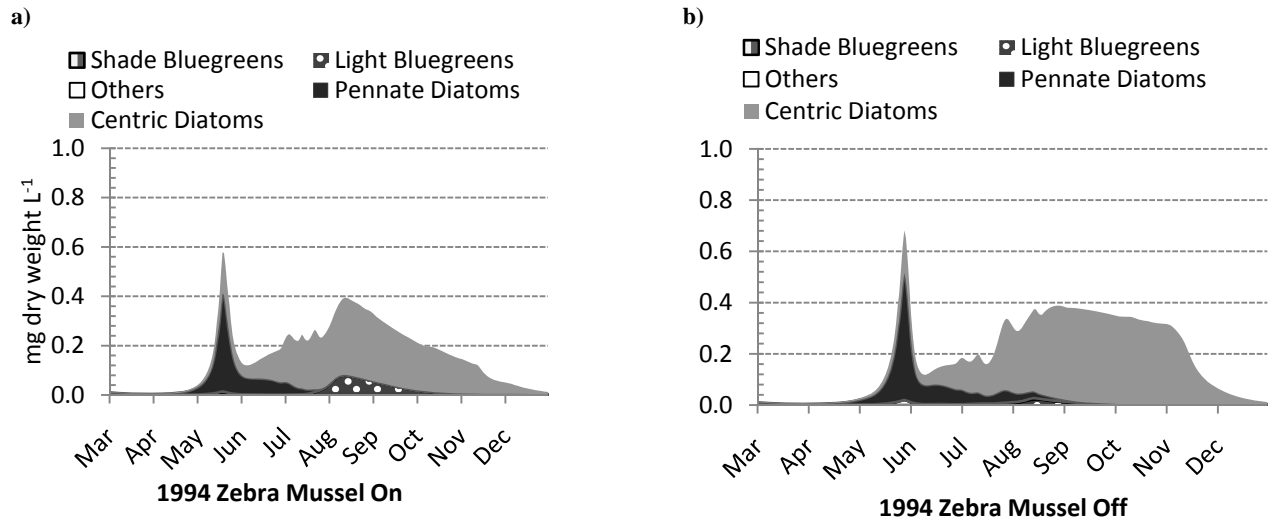 a)
Shade Bluegreens Light Bluegreens
Others Pennate Diatoms
Centric Diatoms
mg dry weight L-1
1.0
0.8
0.6
0.4
0.2
0.0
Mar Apr May Jun Jul Aug Sep Oct Nov Dec
1994 Zebra Mussel On
b)
Shade Bluegreens Light Bluegreens
Others Pennate Diatoms
Centric Diatoms
1.0
0.8
0.6
0.4
0.2
0.0
Mar Apr May Jun Jul Aug Sep Oct Nov Dec
1994 Zebra Mussel Off